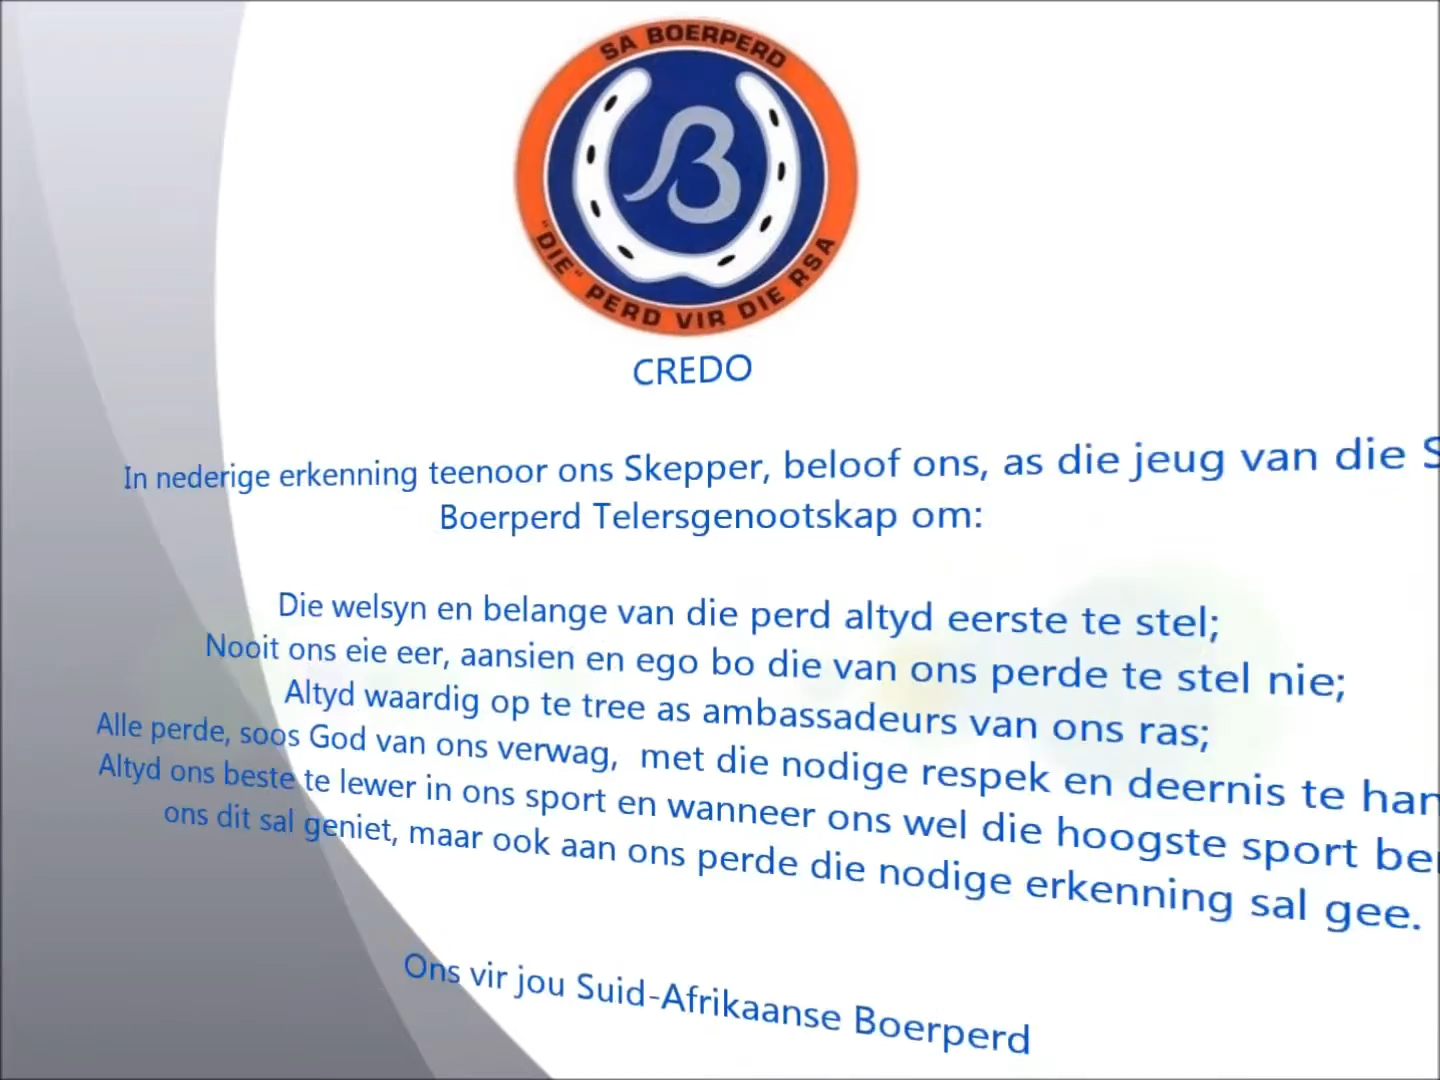 SA BOERPERD
"DIE" PERD VIR DIE RSA
B
CREDO
In nederige erkenning teenoor ons Skepper, beloof ons, as die jeug van die S
Boerperd Telersgenootskap om:
Die welsyn en belange van die perd altyd eerste te stel;
Nooit ons eie eer, aansien en ego bo die van ons perde te stel nie;
Altyd waardig op te tree as ambassadeurs van ons ras;
Alle perde, soos God van ons verwag, met die nodige respek en deernis te han
Altyd ons beste te lewer in ons sport en wanneer ons wel die hoogste sport be
ons dit sal geniet, maar ook aan ons perde die nodige erkenning sal gee.
Ons vir jou Suid-Afrikaanse Boerperd